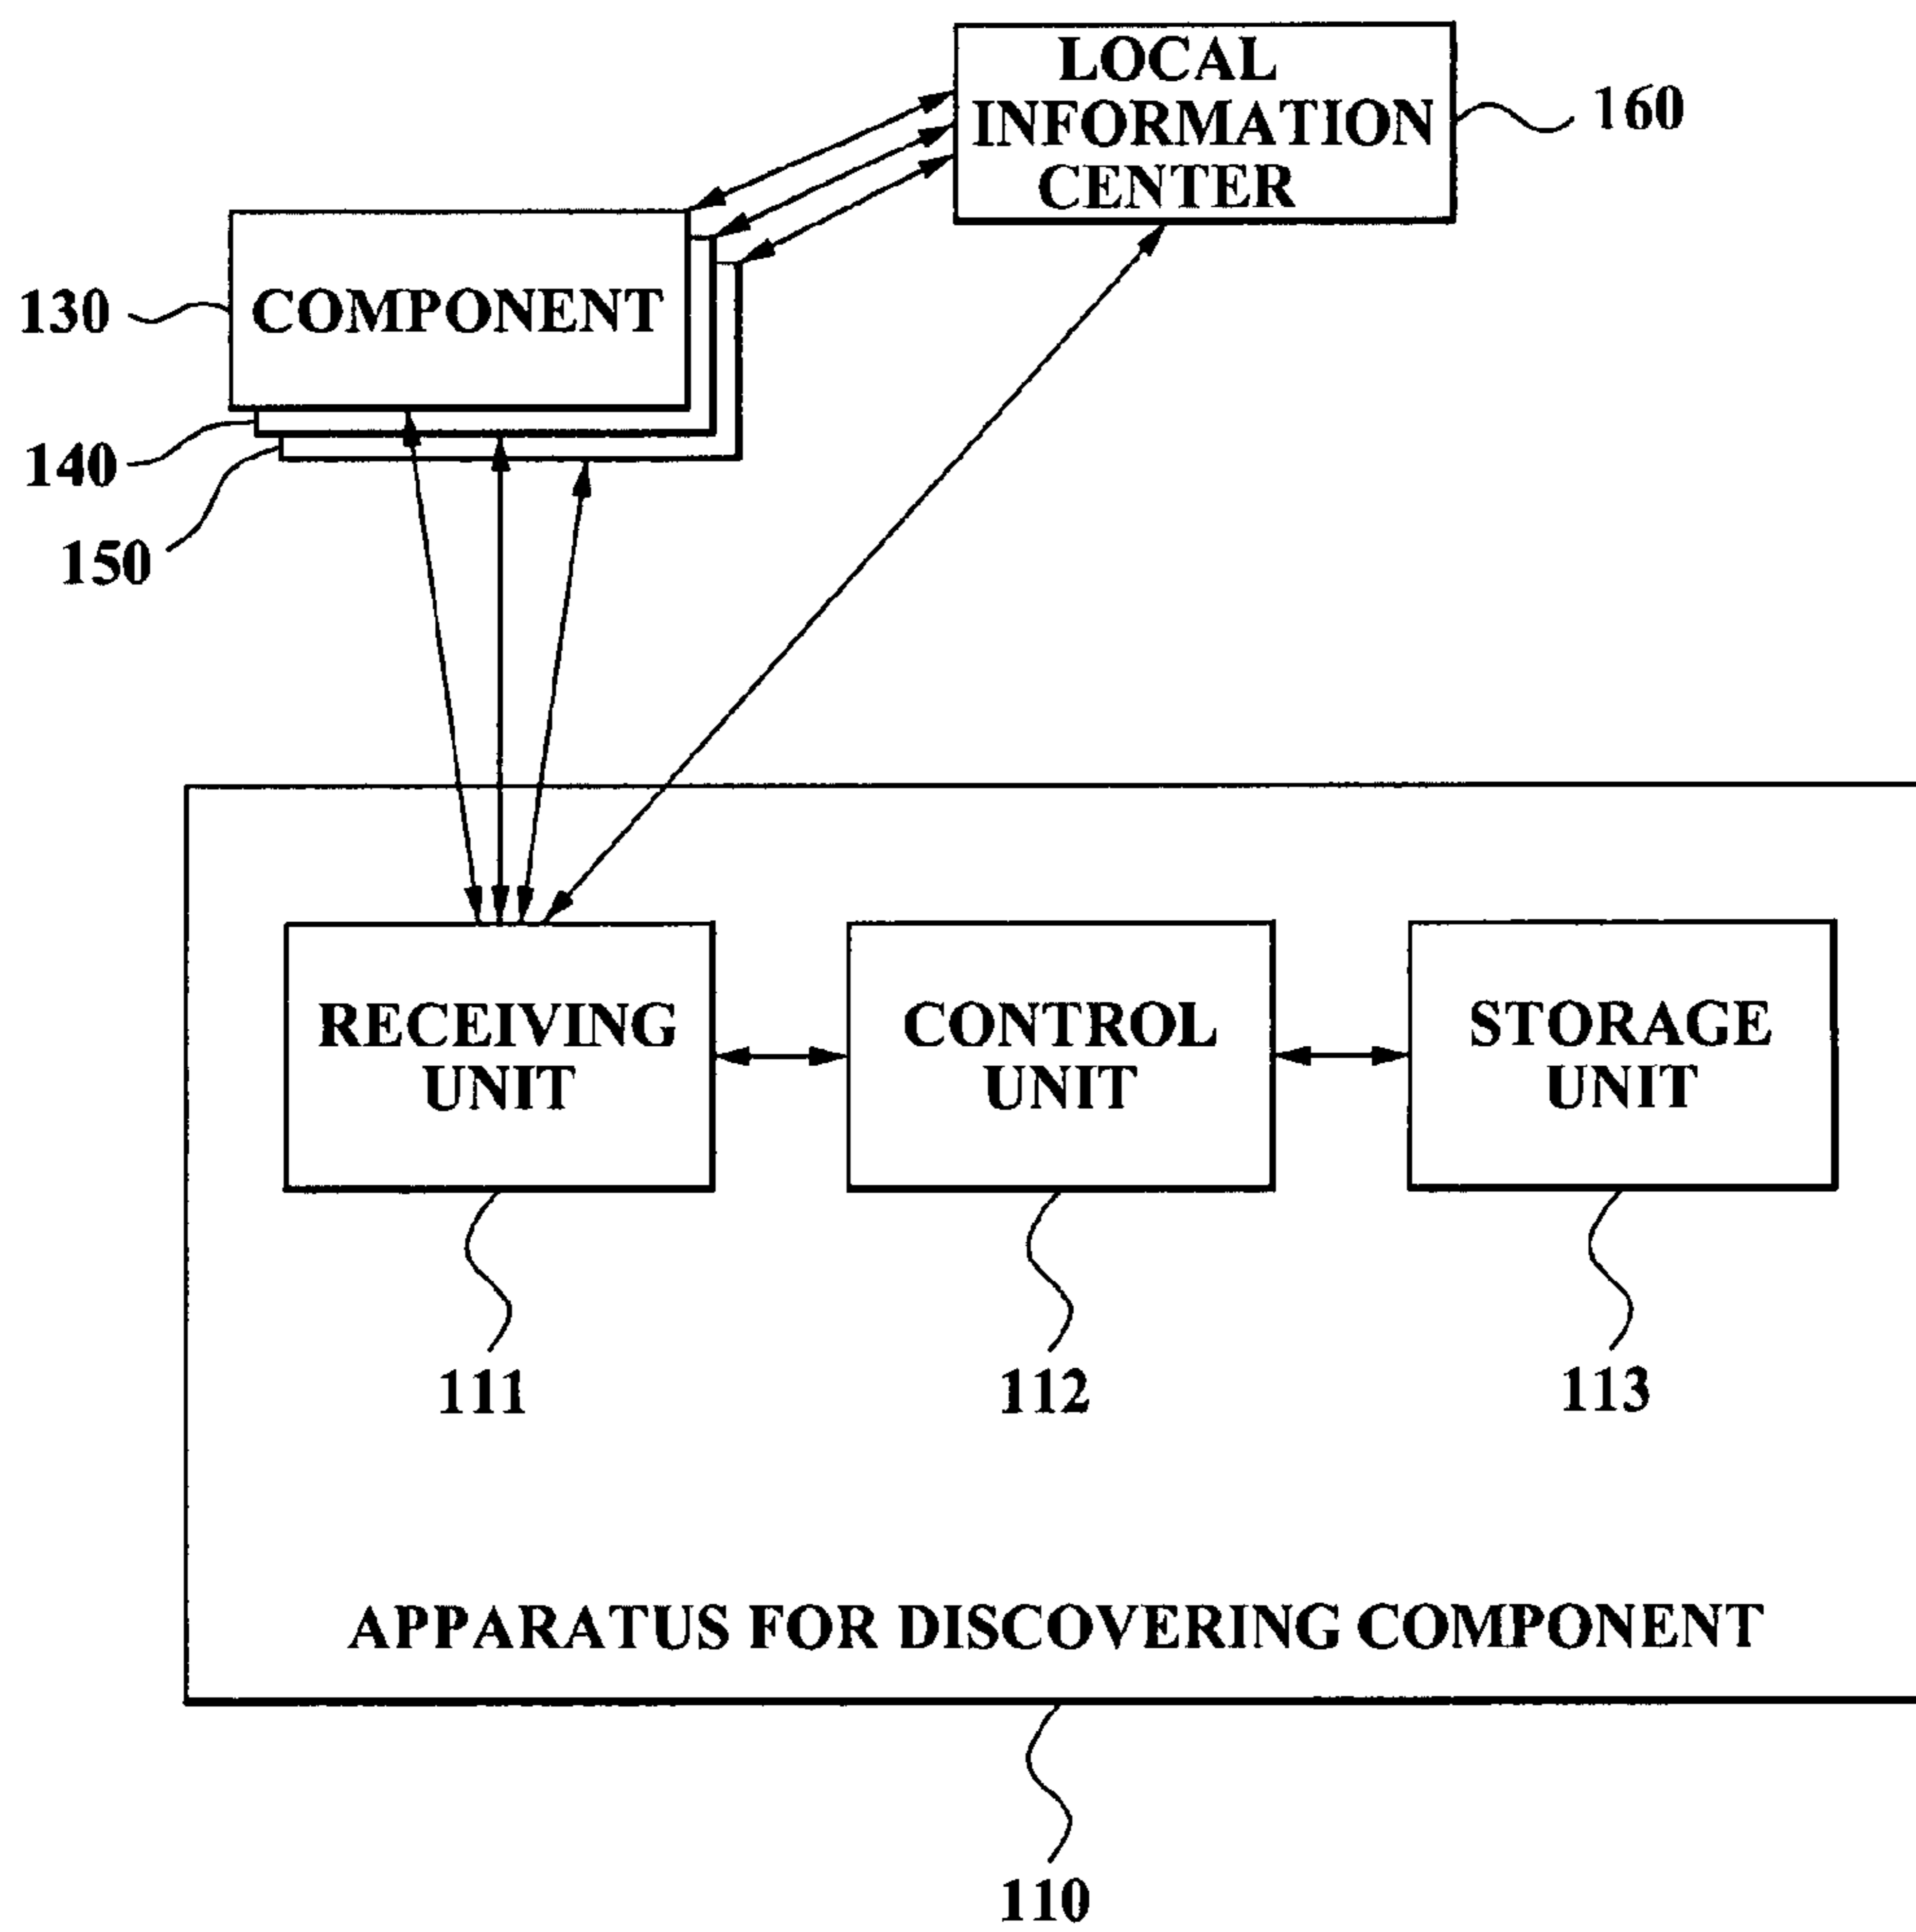 LOCAL
INFORMATION
CENTER
160
130
COMPONENT
140
150
RECEIVING
UNIT
CONTROL
UNIT
STORAGE
UNIT
111
112
113
APPARATUS FOR DISCOVERING COMPONENT
110